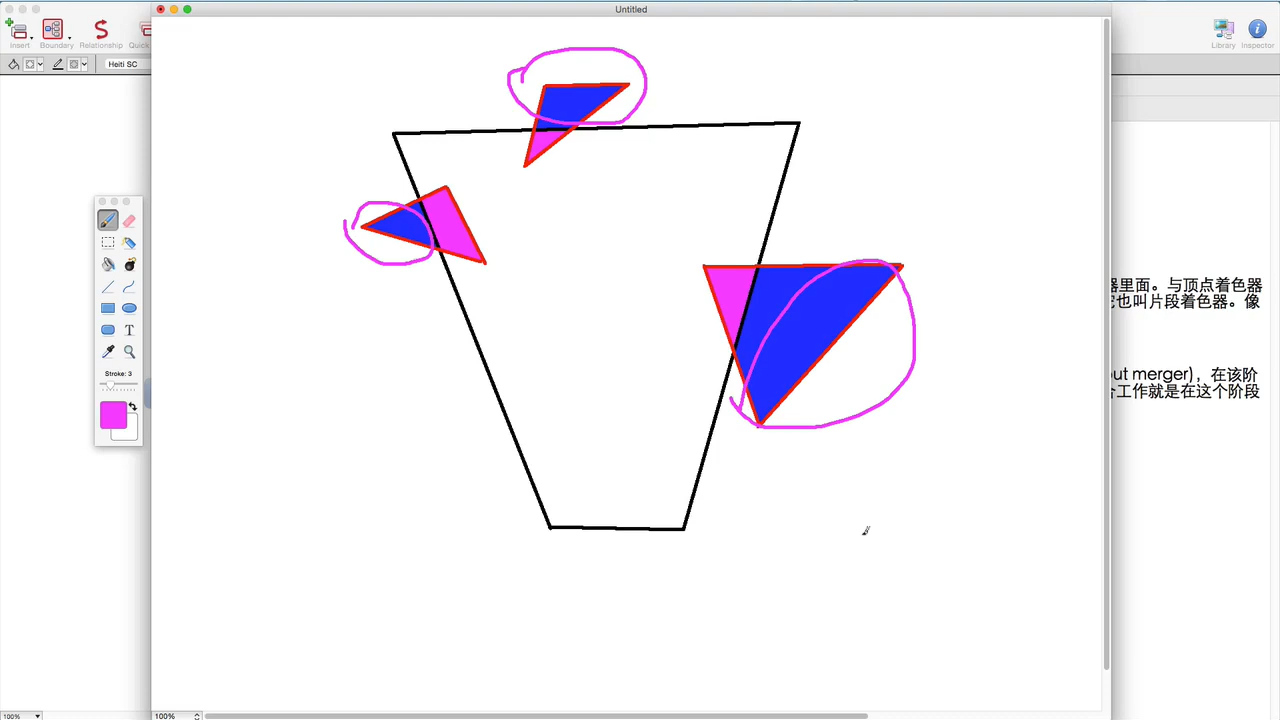 Untitled
Insert
Boundary
Relationship
Quick
Library
Inspector
Heiti SC
T
Stroke: 3
器里面。与顶点着色器
它也叫片段着色器。像
out merger)，在该阶
个工作就是在这个阶段
100%
100%